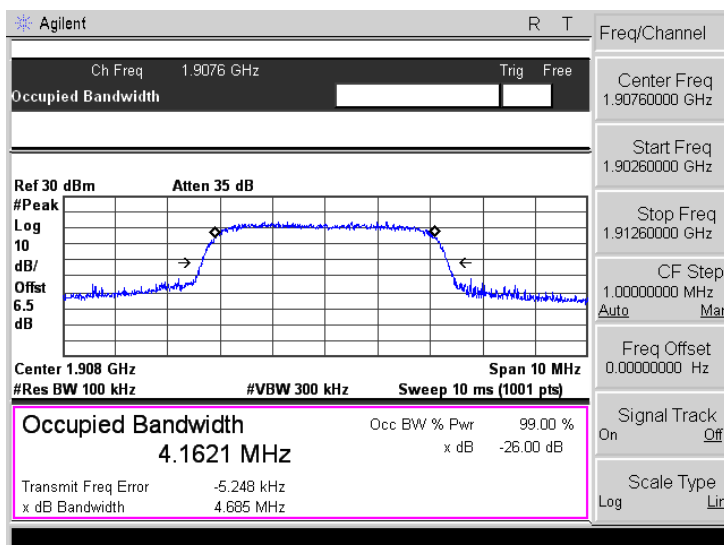 Agilent R T
Ch Freq 1.9076 GHz Trig Free
Occupied Bandwidth
Ref 30 dBm Atten 35 dB
#Peak
Log
10
dB/
Offst
6.5
dB
Center 1.908 GHz Span 10 MHz
#Res BW 100 kHz #VBW 300 kHz Sweep 10 ms (1001 pts)
Occupied Bandwidth Occ BW % Pwr 99.00 %
4.1621 MHz x dB -26.00 dB
Transmit Freq Error -5.248 kHz
x dB Bandwidth 4.685 MHz
Freq/Channel
Center Freq
1.90760000 GHz
Start Freq
1.90260000 GHz
Stop Freq
1.91260000 GHz
CF Step
1.00000000 MHz
Auto Man
Freq Offset
0.00000000 Hz
Signal Track
On Off
Scale Type
Log Lin